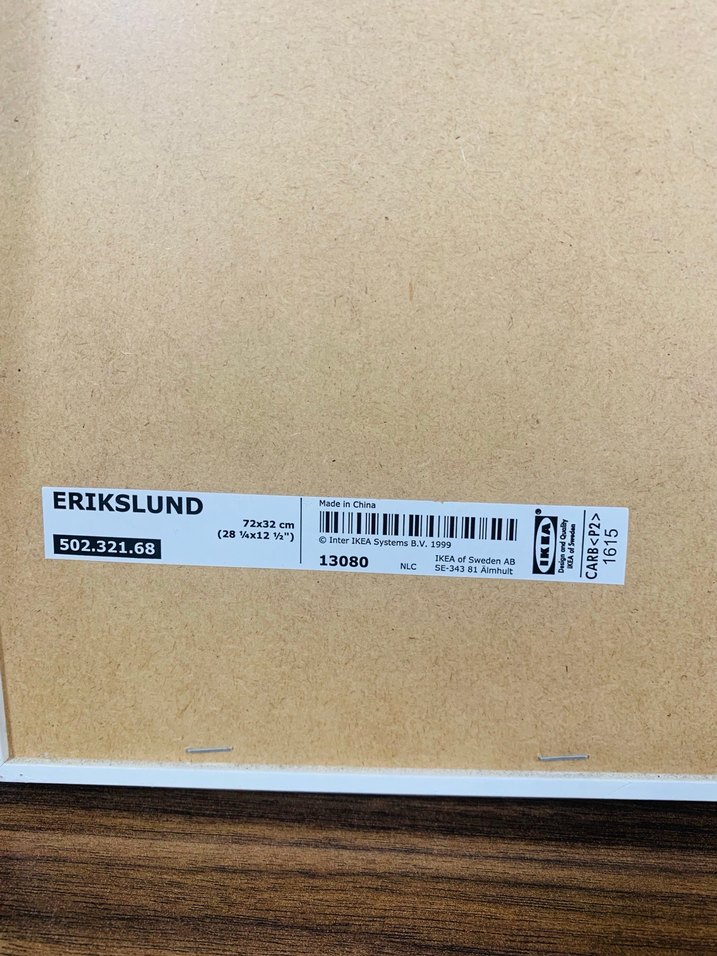 ERIKSLUND
72x32 cm
(28 ¼x12 ½")
502.321.68
Made in China
© Inter IKEA Systems B.V. 1999
13080
NLC
IKEA of Sweden AB
SE-343 81 Älmhult
IKEA®
Design and Quality
IKEA of Sweden
CARB<P2>
1615